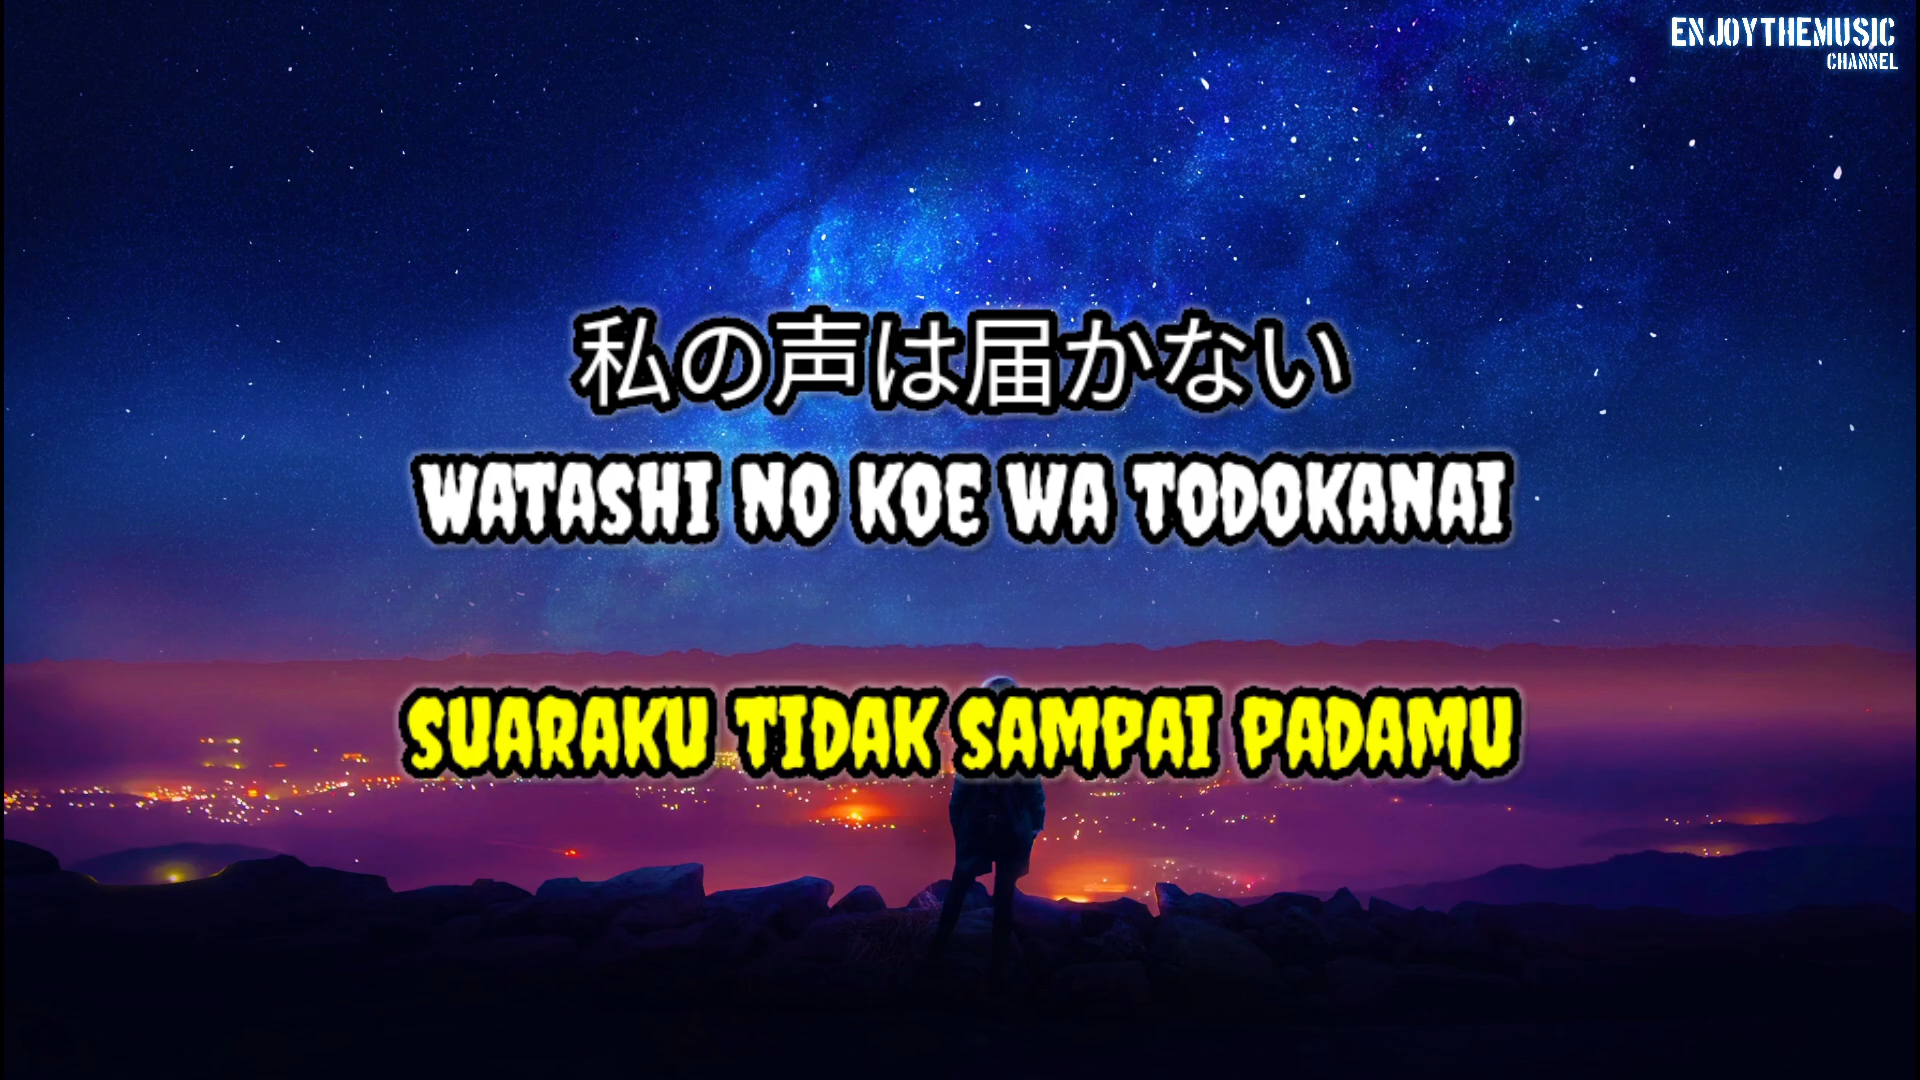 ENJOYTHEMUSIC
CHANNEL
私の声は届かない
WATASHI NO KOE WA TODOKANAI
SUARAKU TIDAK SAMPAI PADAMU